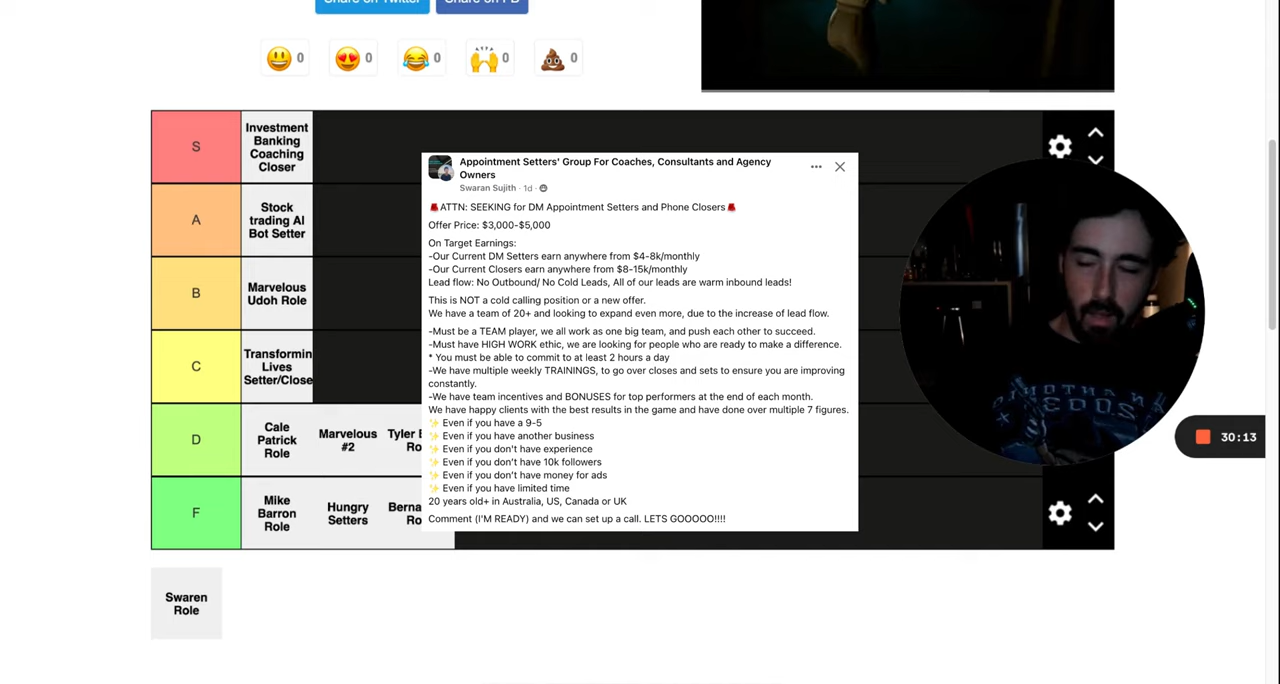 Share on Twitter
Share on FB
0
0
0
0
0
S
Investment
Banking
Coaching
Closer
A
Stock
trading AI
Bot Setter
B
Marvelous
Udoh Role
C
Transformin
Lives
Setter/Close
D
Cale
Patrick
Role
Marvelous
#2
Ro
F
Mike
Barron
Role
Hungry
Setters
Berna
Ro
Swaren
Role
Appointment Setters' Group For Coaches, Consultants and Agency
Owners
Swaran Sujith · 1d ·
🚨ATTN: SEEKING for DM Appointment Setters and Phone Closers🚨
Offer Price: $3,000-$5,000
On Target Earnings:
-Our Current DM Setters earn anywhere from $4-8k/monthly
-Our Current Closers earn anywhere from $8-15k/monthly
Lead flow: No Outbound/ No Cold Leads, All of our leads are warm inbound leads!
This is NOT a cold calling position or a new offer.
We have a team of 20+ and looking to expand even more, due to the increase of lead flow.
-Must be a TEAM player, we all work as one big team, and push each other to succeed.
-Must have HIGH WORK ethic, we are looking for people who are ready to make a difference.
* You must be able to commit to at least 2 hours a day
-We have multiple weekly TRAININGS, to go over closes and sets to ensure you are improving
constantly.
-We have team incentives and BONUSES for top performers at the end of each month.
We have happy clients with the best results in the game and have done over multiple 7 figures.
✨ Even if you have a 9-5
✨ Even if you have another business
✨ Even if you don't have experience
✨ Even if you don't have 10k followers
✨ Even if you don't have money for ads
✨ Even if you have limited time
20 years old+ in Australia, US, Canada or UK
Comment (I'M READY) and we can set up a call. LETS GOOOOO!!!!
30:13